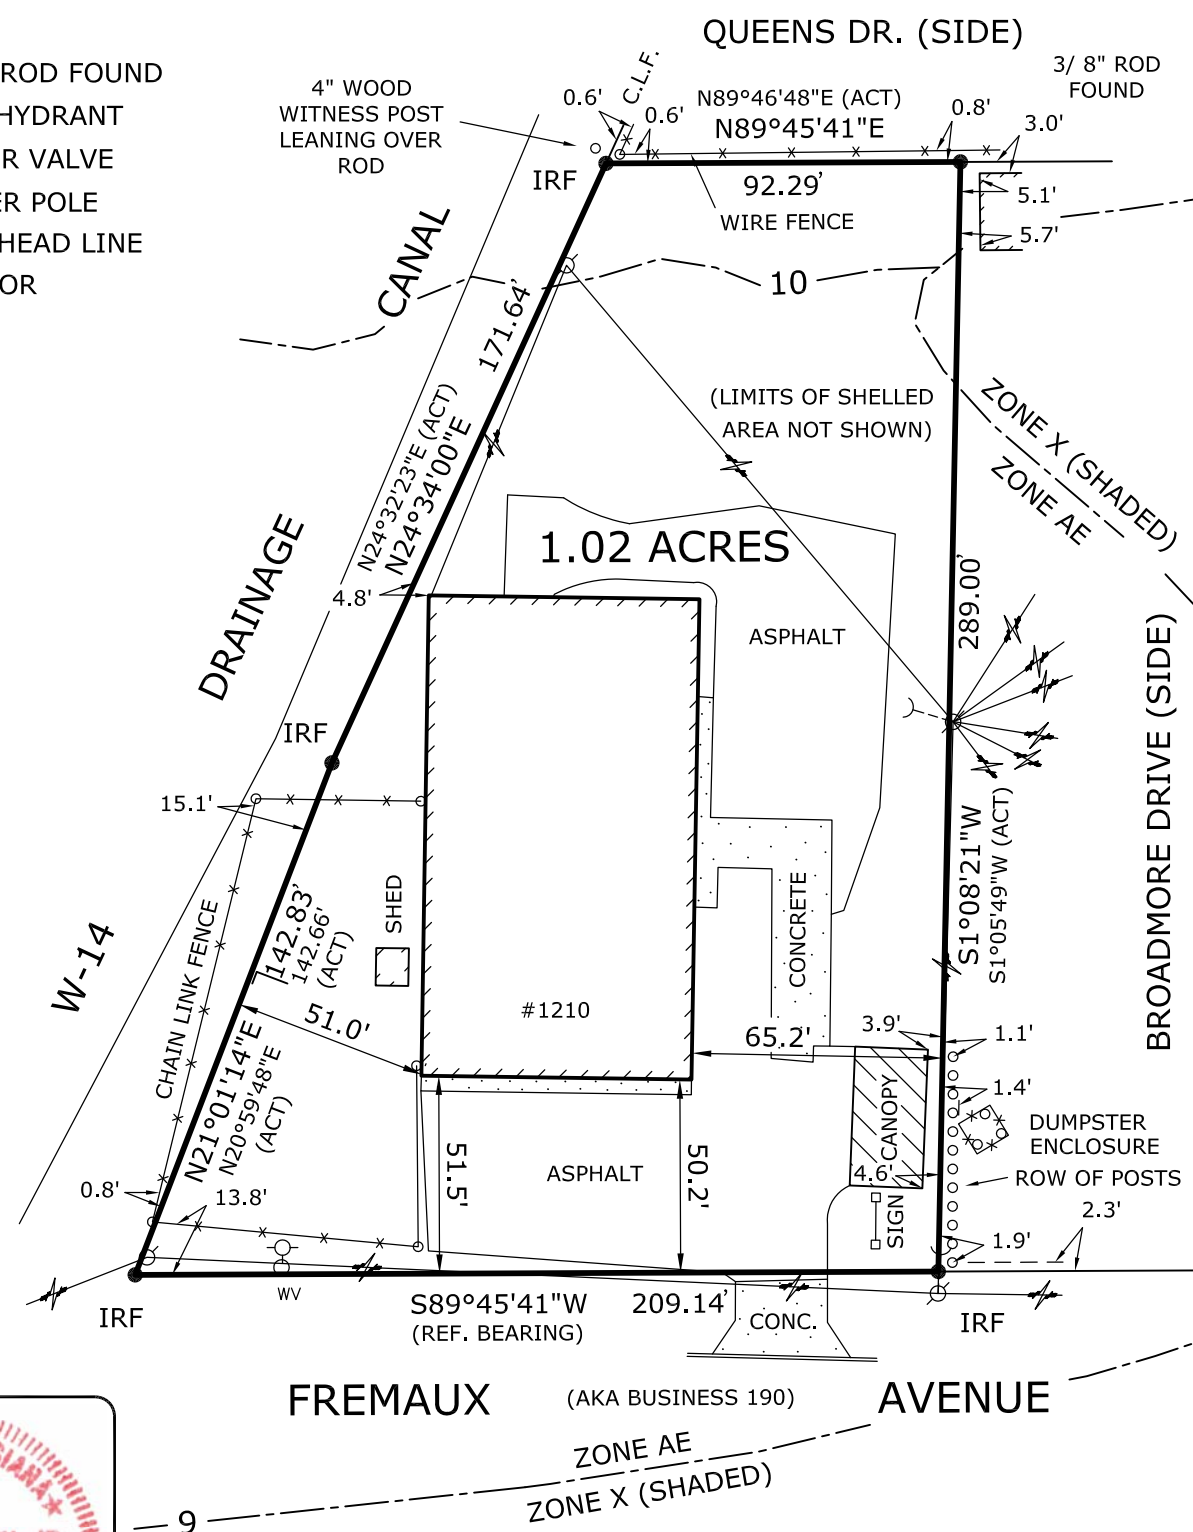 QUEENS DR. (SIDE)
ROD FOUND
HYDRANT
R VALVE
ER POLE
HEAD LINE
OR
4" WOOD
WITNESS POST
LEANING OVER
ROD
0.6'
C.L.F.
0.6'
N89°46'48"E (ACT)
N89°45'41"E
0.8'
3/ 8" ROD
FOUND
3.0'
IRF
92.29'
WIRE FENCE
5.1'
5.7'
CANAL
10
171.64'
N24°32'23"E (ACT)
N24°34'00"E
(LIMITS OF SHELLED
AREA NOT SHOWN)
ZONE X (SHADED)
ZONE AE
DRAINAGE
1.02 ACRES
4.8'
ASPHALT
289.00'
IRF
15.1'
SHED
W-14
CHAIN LINK FENCE
142.83'
142.66'
(ACT)
51.0'
#1210
CONCRETE
S1°08'21"W
S1°05'49"W (ACT)
BROADMORE DRIVE (SIDE)
65.2'
3.9'
1.1'
1.4'
N21°01'14"E
N20°59'48"E
(ACT)
CANOPY
DUMPSTER
ENCLOSURE
51.5'
ASPHALT
50.2'
4.6'
ROW OF POSTS
0.8'
13.8'
SIGN
2.3'
1.9'
WV
IRF
S89°45'41"W
209.14'
(REF. BEARING)
CONC.
IRF
FREMAUX
(AKA BUSINESS 190)
AVENUE
ZONE AE
ZONE X (SHADED)
9